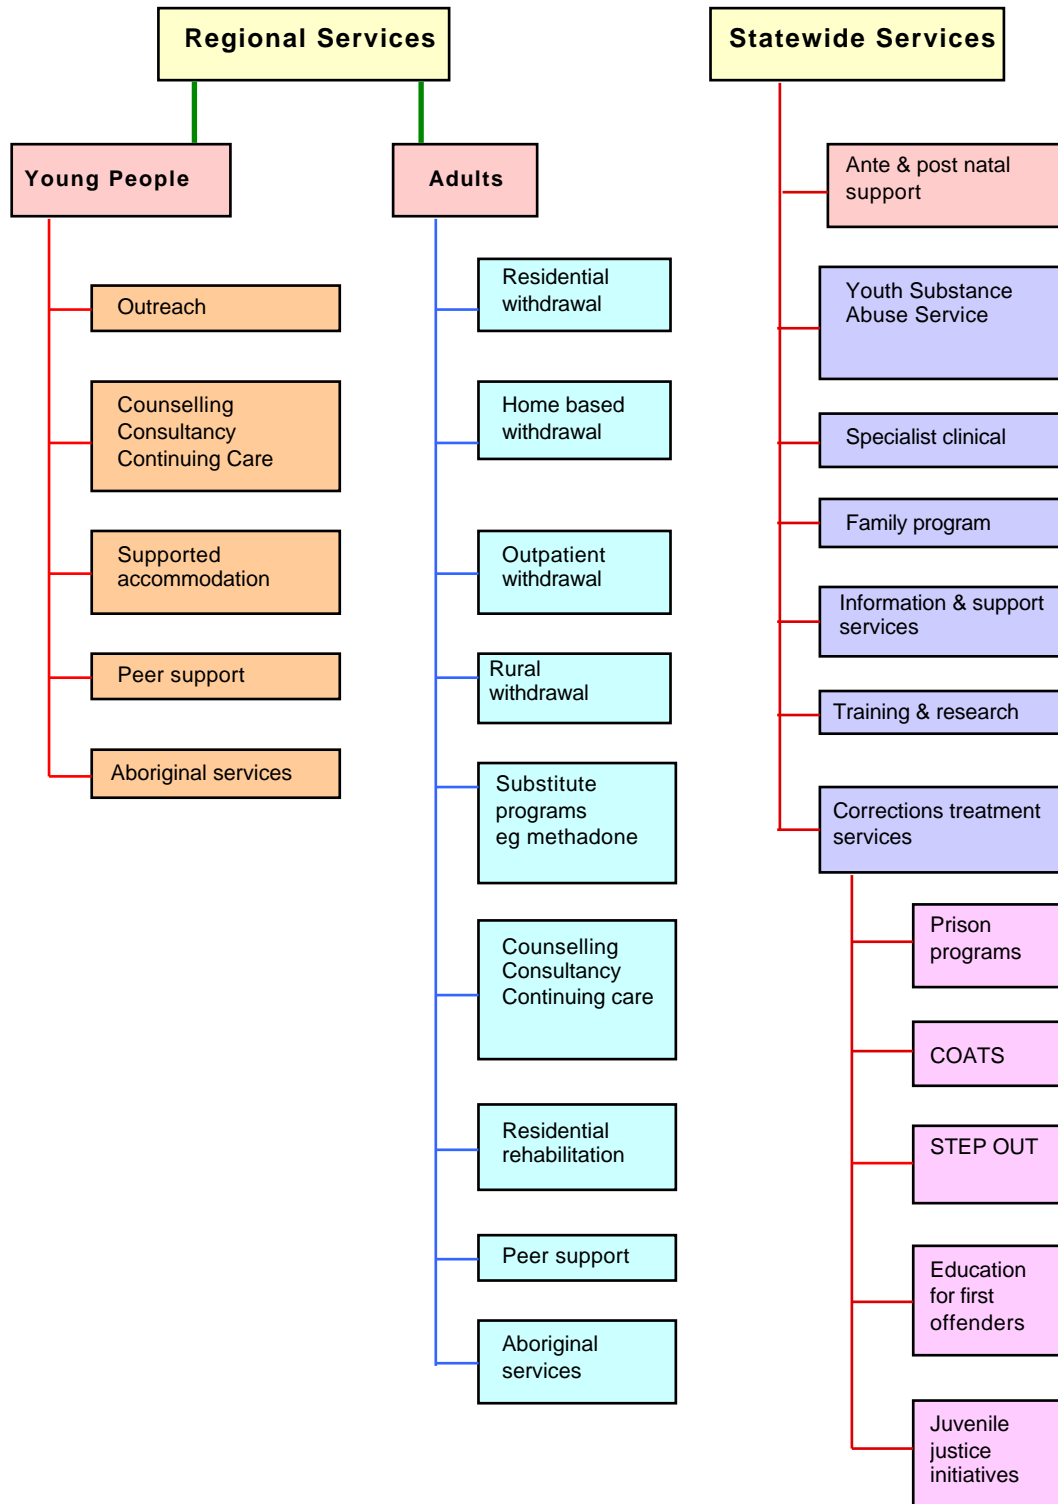 Regional Services
Statewide Services
Young People
Adults
Outreach
Counselling
Consultancy
Continuing Care
Supported
accommodation
Peer support
Aboriginal services
Residential
withdrawal
Home based
withdrawal
Outpatient
withdrawal
Rural
withdrawal
Substitute
programs
eg methadone
Counselling
Consultancy
Continuing care
Residential
rehabilitation
Peer support
Aboriginal
services
Ante & post natal
support
Youth Substance
Abuse Service
Specialist clinical
Family program
Information & support
services
Training & research
Corrections treatment
services
Prison
programs
COATS
STEP OUT
Education
for first
offenders
Juvenile
justice
initiatives